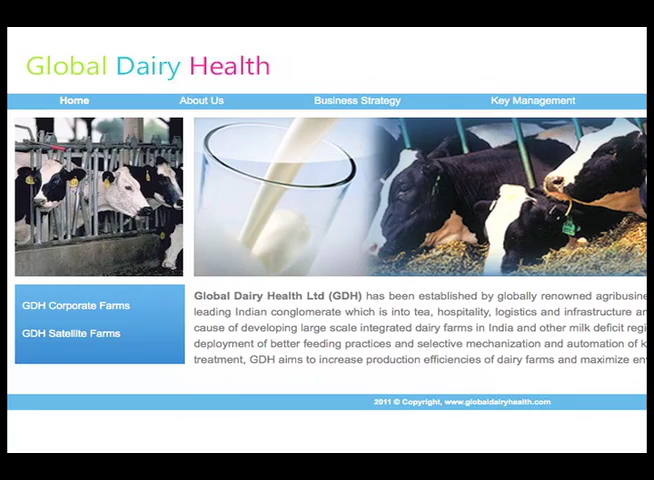 Global Dairy Health
Home About Us Business Strategy Key Management
GDH Corporate Farms
GDH Satellite Farms
Global Dairy Health Ltd (GDH) has been established by globally renowned agribusine
leading Indian conglomerate which is into tea, hospitality, logistics and infrastructure an
cause of developing large scale integrated dairy farms in India and other milk deficit regi
deployment of better feeding practices and selective mechanization and automation of k
treatment, GDH aims to increase production efficiencies of dairy farms and maximize en
2011 © Copyright, www.globaldairyhealth.com